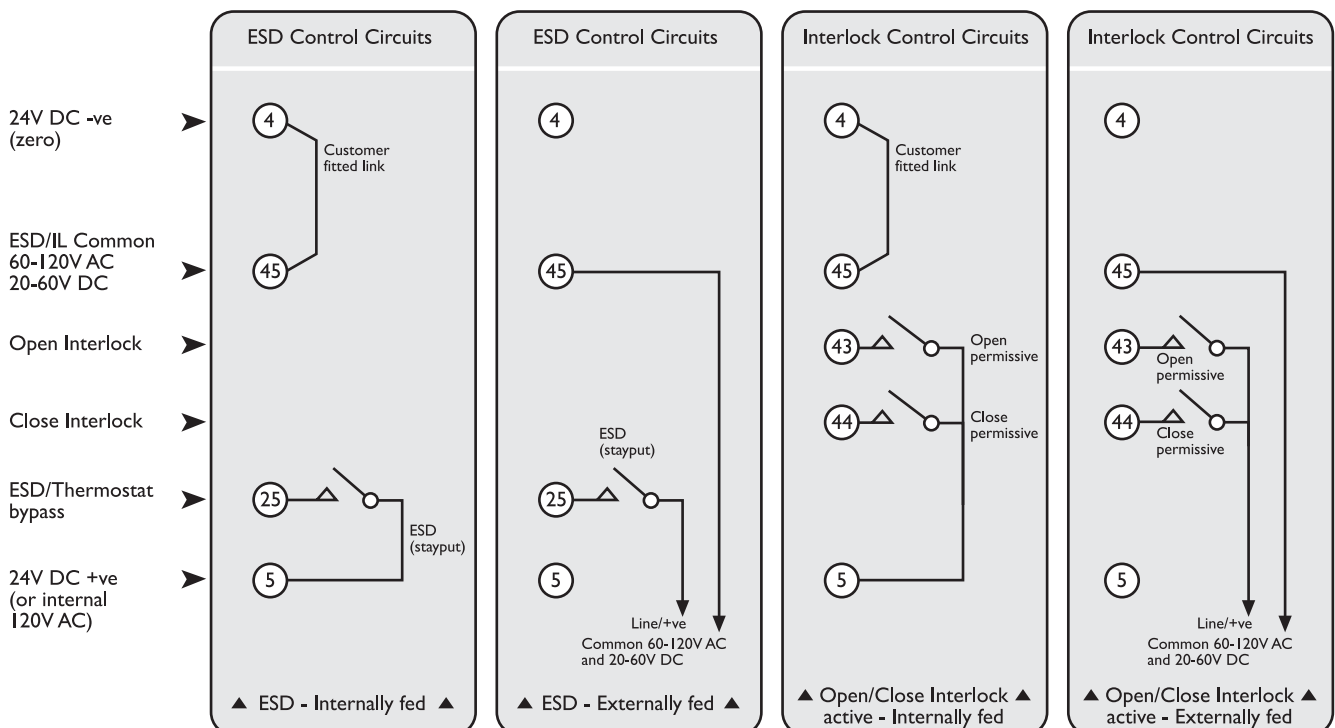 ESD Control Circuits
ESD Control Circuits
Interlock Control Circuits
Interlock Control Circuits
24V DC -ve
(zero)
ESD/IL Common
60-120V AC
20-60V DC
Open Interlock
Close Interlock
ESD/Thermostat
bypass
24V DC +ve
(or internal
120V AC)
4
Customer
fitted link
45
25
ESD
(stayput)
5
ESD - Internally fed
4
45
ESD
(stayput)
25
5
Line/+ve
Common 60-120V AC
and 20-60V DC
ESD - Externally fed
4
Customer
fitted link
45
43
Open
permissive
44
Close
permissive
5
Open/Close Interlock
active - Internally fed
4
45
43
Open
permissive
44
Close
permissive
5
Line/+ve
Common 60-120V AC
and 20-60V DC
Open/Close Interlock
active - Externally fed